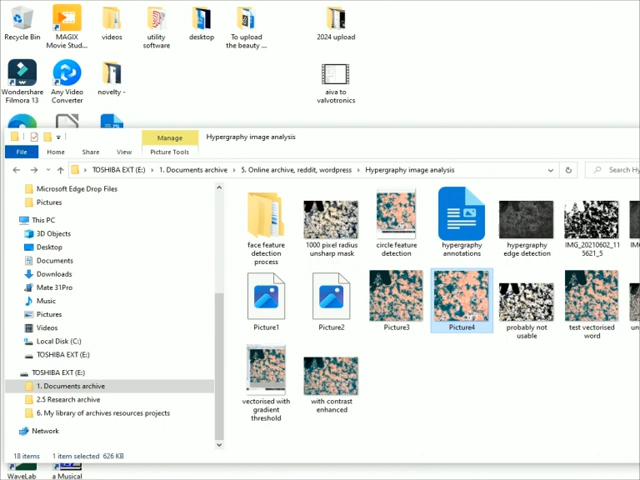 Recycle Bin
MAGIX
Movie Stud...
videos
utility
software
desktop
To upload
the beauty ...
2024 upload
Wondershare
Filmora 13
Any Video
Converter
novelty -
aiva to
valvotronics
Manage
Hypergraphy image analysis
File
Home
Share
View
Picture Tools
TOSHIBA EXT (E:) > 1. Documents archive > 5. Online archive, reddit, wordpress > Hypergraphy image analysis
Search Hy
Microsoft Edge Drop Files
Pictures
This PC
3D Objects
Desktop
Documents
Downloads
Mate 31Pro
Music
Pictures
Videos
Local Disk (C:)
TOSHIBA EXT (E:)
TOSHIBA EXT (E:)
1. Documents archive
2.5 Research archive
6. My library of archives resources projects
Network
face feature
detection
process
1000 pixel radius
unsharp mask
circle feature
detection
hypergraphy
annotations
hypergraphy
edge detection
IMG_20210602_11
5621_5
Documents
Picture1
Picture2
Picture3
Picture4
probably not
usable
test vectorised
word
vectorised with
gradient
threshold
with contrast
enhanced
18 items
1 item selected 626 KB
WaveLab
a Musical